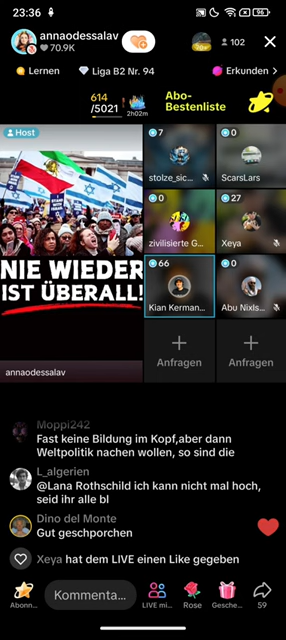 23:36
96
annaodessalav
70.9K
30+
102
Lernen
Liga B2 Nr. 94
Erkunden
614
/5021
2h02m
Abo-
Bestenliste
Host
7
stolze_sic...
0
ScarsLars
0
zivilisierte G...
27
Xeya
66
Kian Kerman...
0
Abu Nixls...
NIE WIEDER
IST ÜBERALL!
annaodessalav
Anfragen
Anfragen
Moppi242
Fast keine Bildung im Kopf,aber dann
Weltpolitik nachen wollen, so sind die
L_algerien
@Lana Rothschild ich kann nicht mal hoch,
seid ihr alle bl
Dino del Monte
Gut geschporchen
Xeya hat dem LIVE einen Like gegeben
Abonn...
Kommenta...
LIVE mi...
Rose
Gesche...
59